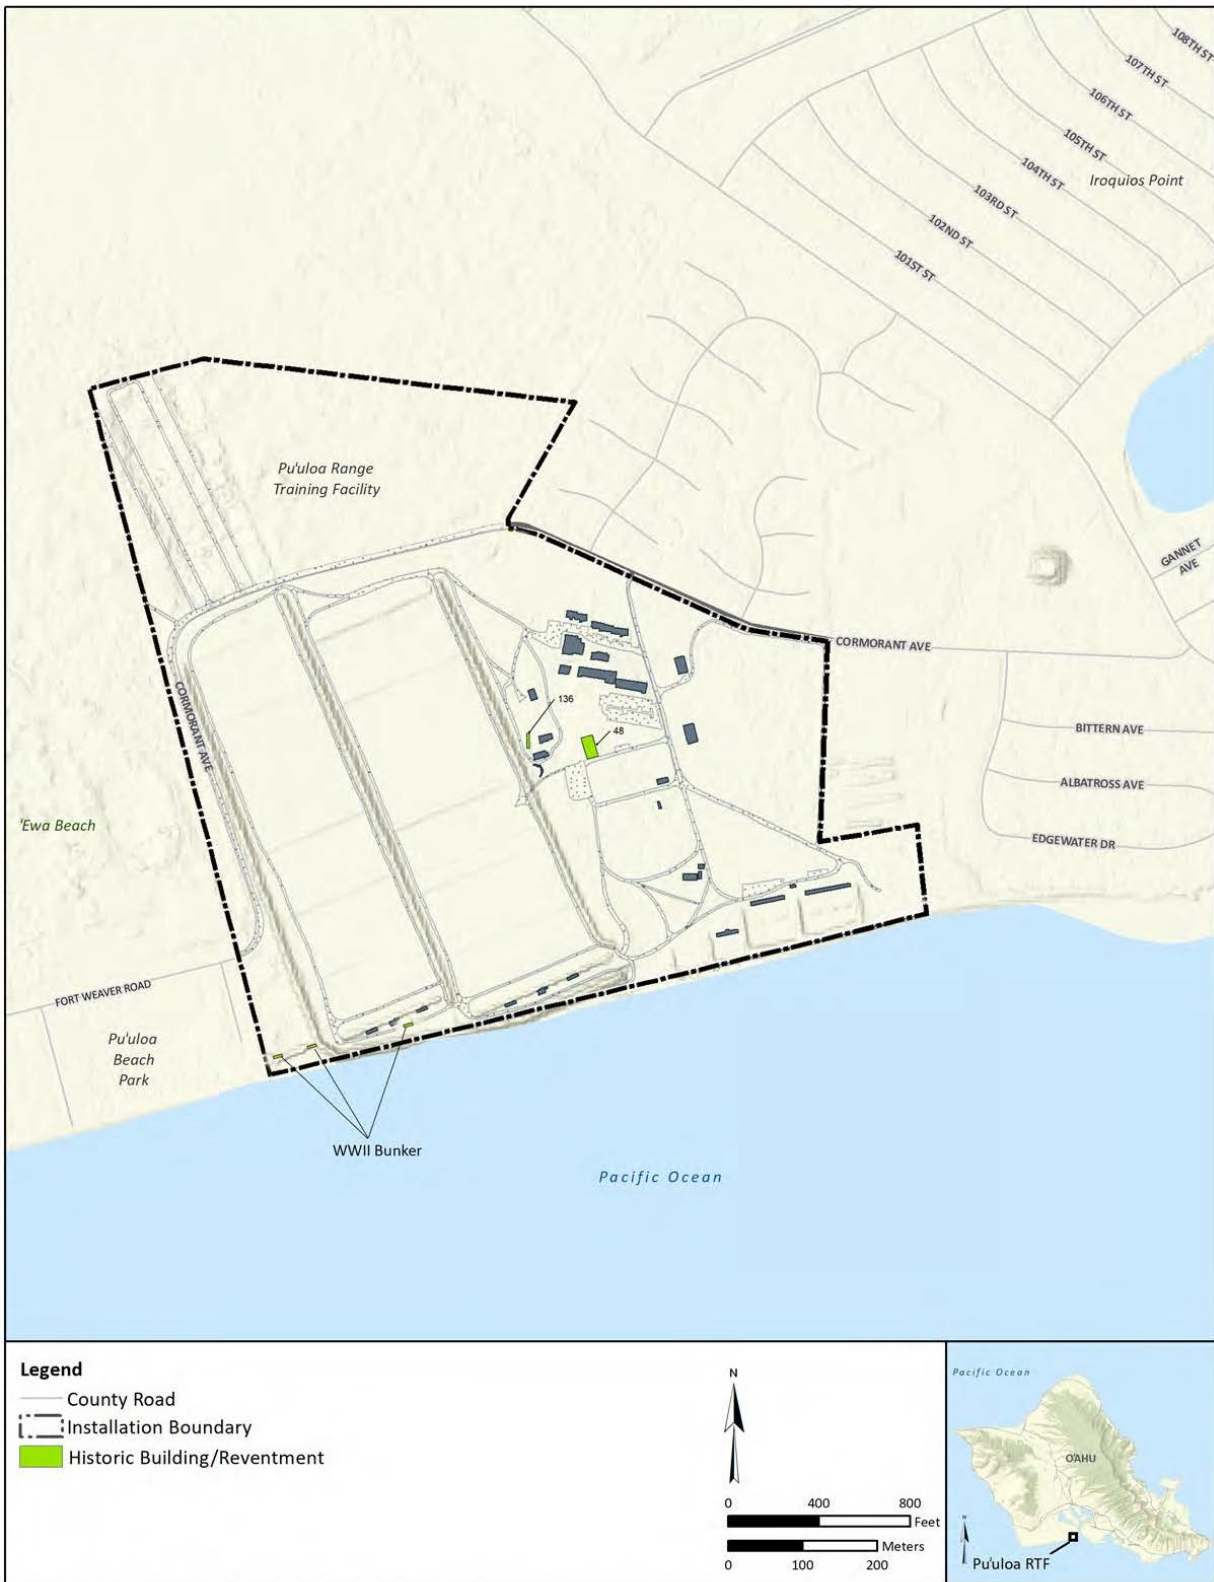 108TH ST
107TH ST
106TH ST
105TH ST
104TH ST
Iroquios Point
103RD ST
102ND ST
101ST ST
Pu'uloa Range
Training Facility
GANNET
AVE
CORMORANT AVE
CORMORANT AVE
136
48
BITTERN AVE
ALBATROSS AVE
'Ewa Beach
EDGEWATER DR
FORT WEAVER ROAD
Pu'uloa
Beach
Park
WWII Bunker
Pacific Ocean
Legend
County Road
Installation Boundary
Historic Building/Reventment
N
0 400 800
Feet
Meters
0 100 200
Pacific Ocean
O'AHU
N
Pu'uloa RTF